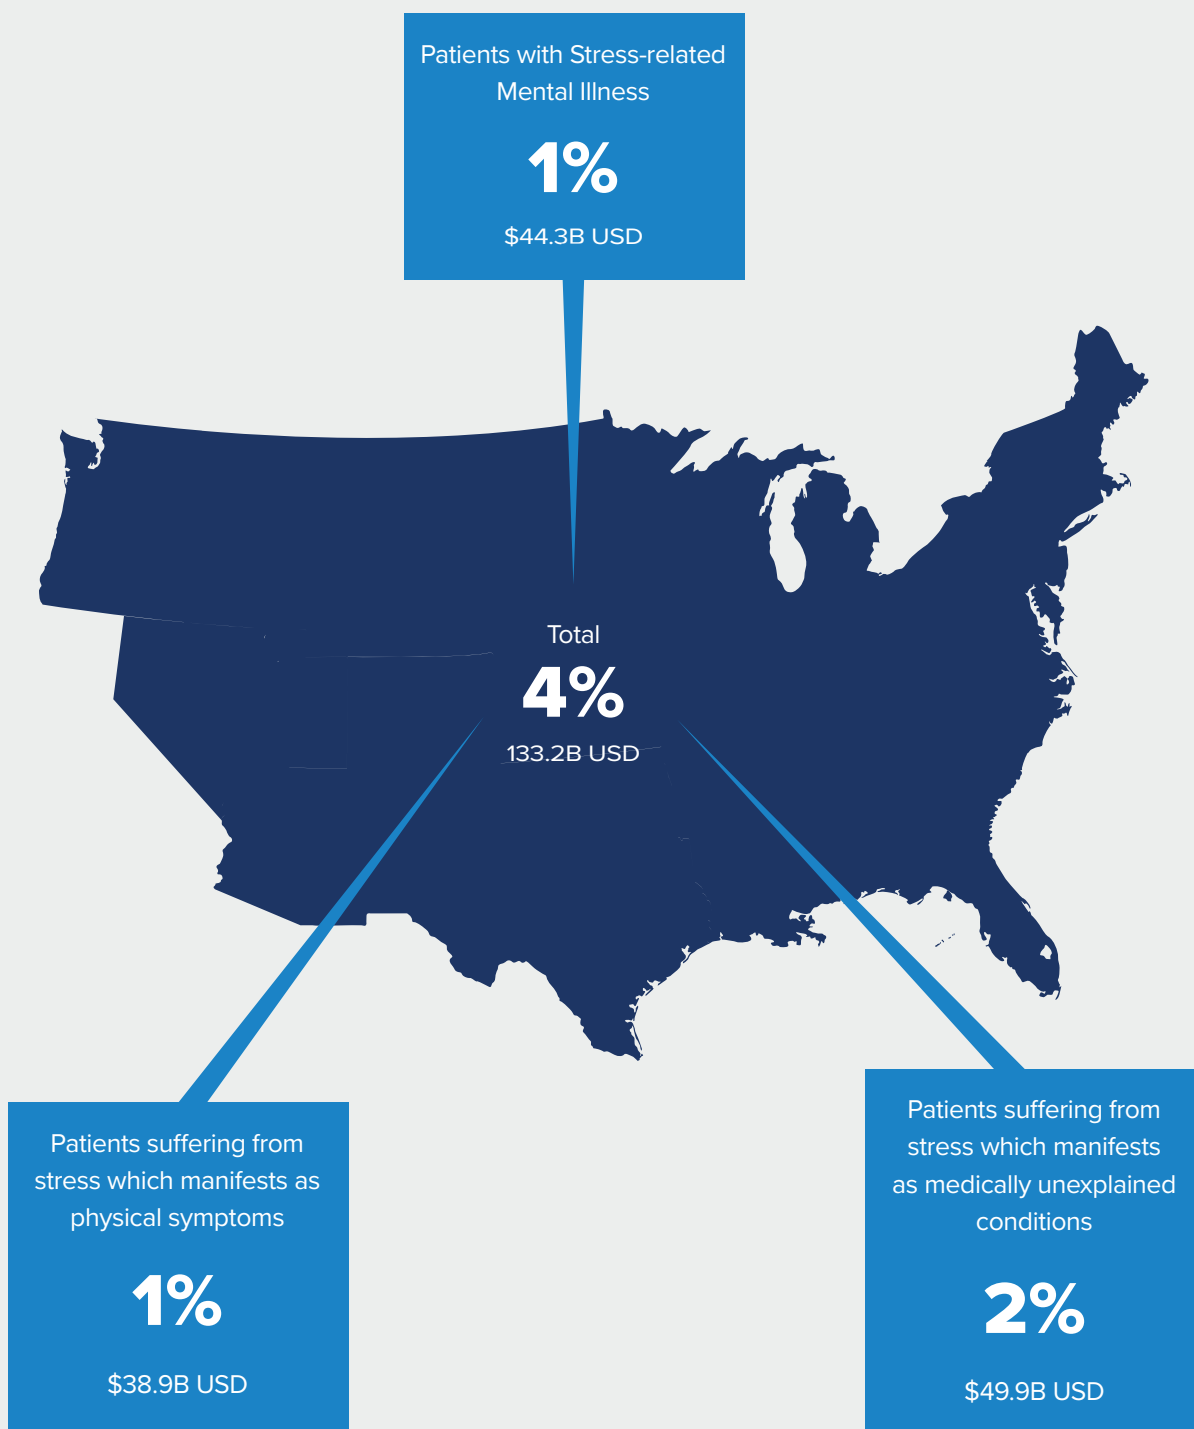 Patients with Stress-related
Mental Illness
1%
$44.3B USD
Total
4%
133.2B USD
Patients suffering from
stress which manifests as
physical symptoms
1%
$38.9B USD
Patients suffering from
stress which manifests
as medically unexplained
conditions
2%
$49.9B USD